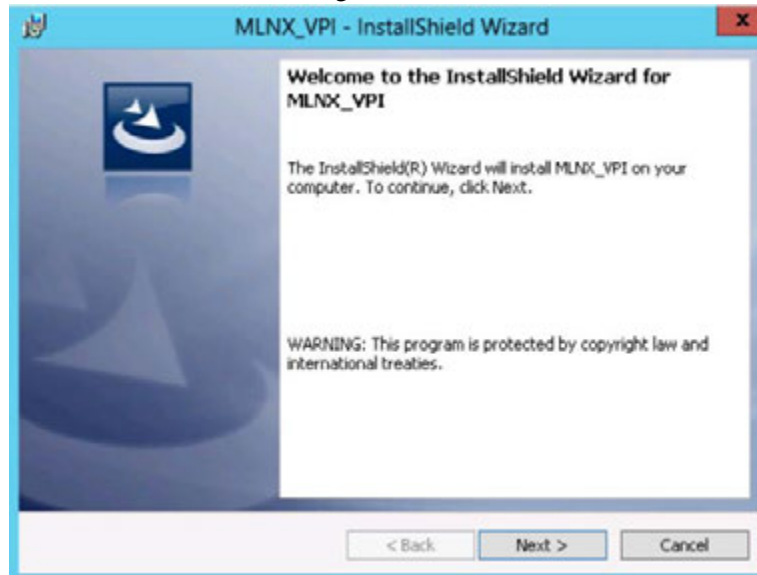 MLNX_VPI - InstallShield Wizard
x
Welcome to the InstallShield Wizard for
MLNX_VPI
The InstallShield(R) Wizard will install MLNX_VPI on your
computer. To continue, click Next.
WARNING: This program is protected by copyright law and
international treaties.
< Back Next > Cancel